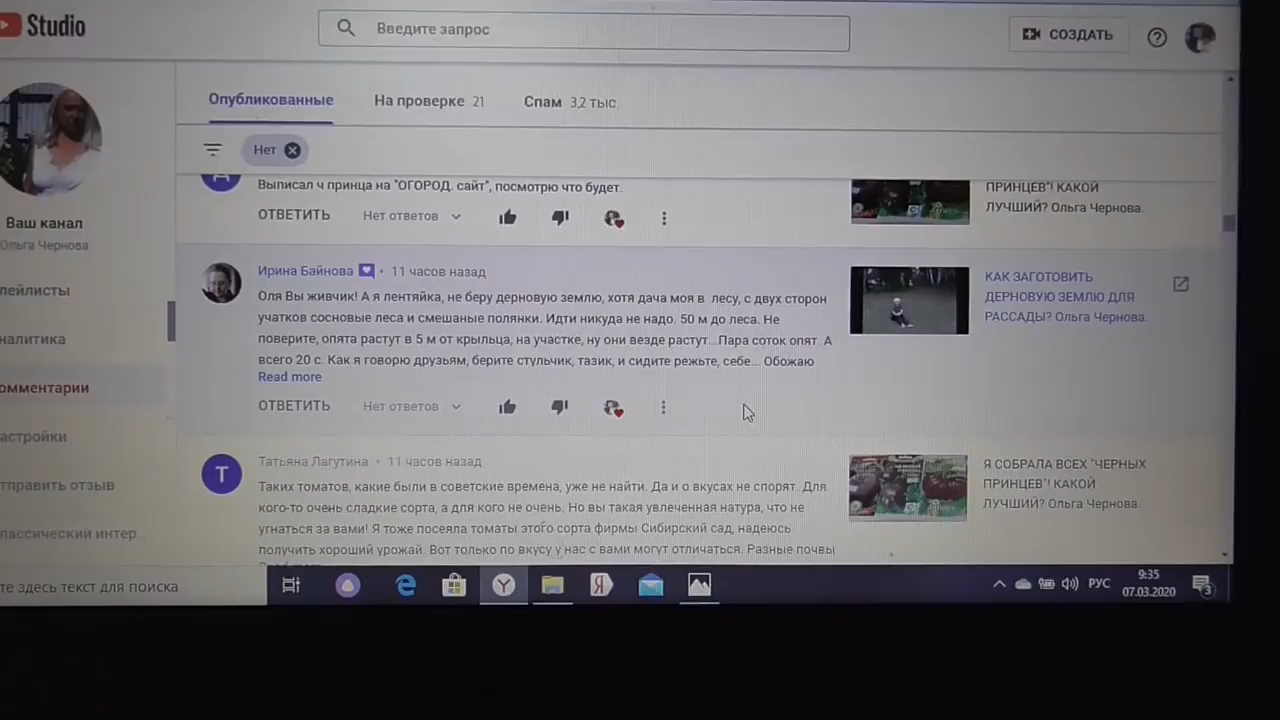 Studio
Введите запрос
СОЗДАТЬ
Опубликованные
На проверке 21
Спам 3,2 тыс.
Нет
Ваш канал
Ольга Чернова
лейлисты
налитика
омментарии
астройки
тправить отзыв
лассический интер...
Выписал ч принца на "ОГОРОД. сайт", посмотрю что будет.
ОТВЕТИТЬ
Нет ответов
ПРИНЦЕВ"! КАКОЙ
ЛУЧШИЙ? Ольга Чернова.
Ирина Байнова • 11 часов назад
Оля Вы живчик! А я лентяйка, не беру дерновую землю, хотя дача моя в лесу, с двух сторон
учатков сосновые леса и смешаные полянки. Идти никуда не надо. 50 м до леса. Не
поверите, опята растут в 5 м от крыльца, на участке, ну они везде растут...Пара соток опят. А
всего 20 с. Как я говорю друзьям, берите стульчик, тазик, и сидите режьте, себе... Обожаю
Read more
ОТВЕТИТЬ
Нет ответов
КАК ЗАГОТОВИТЬ
ДЕРНОВУЮ ЗЕМЛЮ ДЛЯ
РАССАДЫ? Ольга Чернова.
Т
Татьяна Лагутина • 11 часов назад
Таких томатов, какие были в советские времена, уже не найти. Да и о вкусах не спорят. Для
кого-то очень сладкие сорта, а для кого не очень. Но вы такая увлеченная натура, что не
угнаться за вами! Я тоже посеяла томаты этого сорта фирмы Сибирский сад, надеюсь
получить хороший урожай. Вот только по вкусу у нас с вами могут отличаться. Разные почвы
Я СОБРАЛА ВСЕХ "ЧЕРНЫХ
ПРИНЦЕВ"! КАКОЙ
ЛУЧШИЙ? Ольга Чернова.
те здесь текст для поиска
РУС
9:35
07.03.2020
3